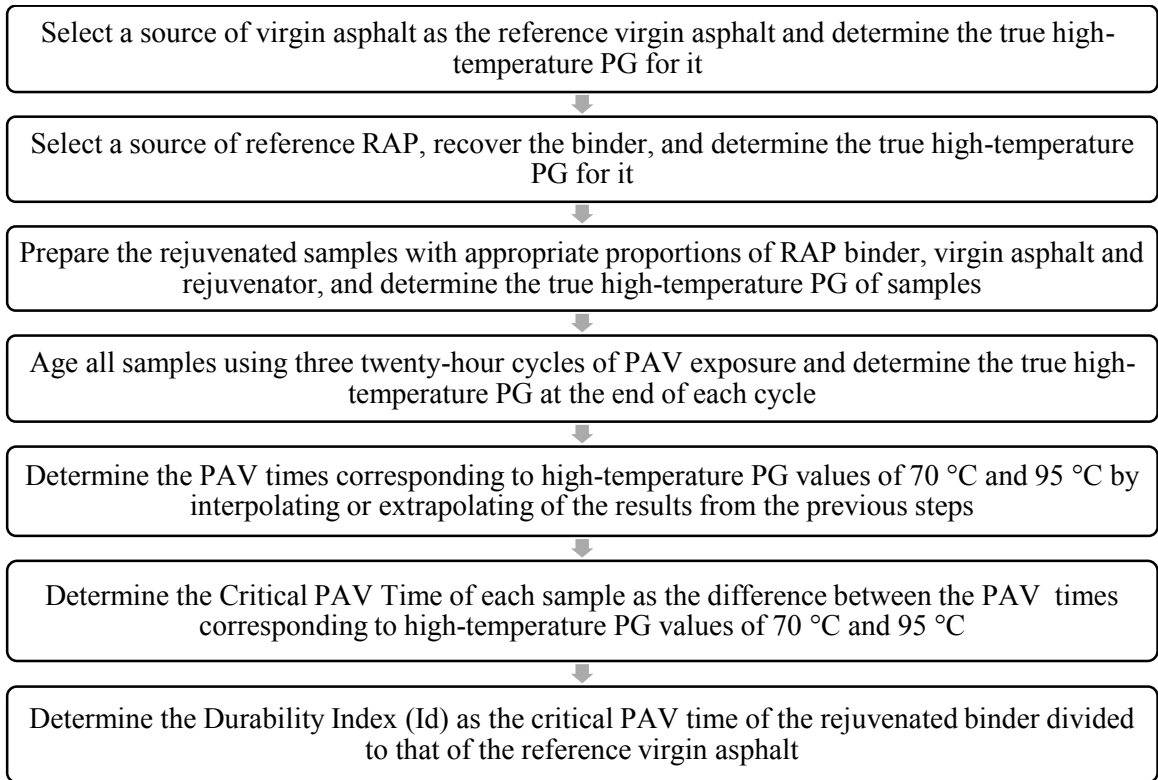 Select a source of virgin asphalt as the reference virgin asphalt and determine the true high-
temperature PG for it
Select a source of reference RAP, recover the binder, and determine the true high-temperature
PG for it
Prepare the rejuvenated samples with appropriate proportions of RAP binder, virgin asphalt and
rejuvenator, and determine the true high-temperature PG of samples
Age all samples using three twenty-hour cycles of PAV exposure and determine the true high-
temperature PG at the end of each cycle
Determine the PAV times corresponding to high-temperature PG values of 70 °C and 95 °C by
interpolating or extrapolating of the results from the previous steps
Determine the Critical PAV Time of each sample as the difference between the PAV times
corresponding to high-temperature PG values of 70 °C and 95 °C
Determine the Durability Index (Id) as the critical PAV time of the rejuvenated binder divided
to that of the reference virgin asphalt